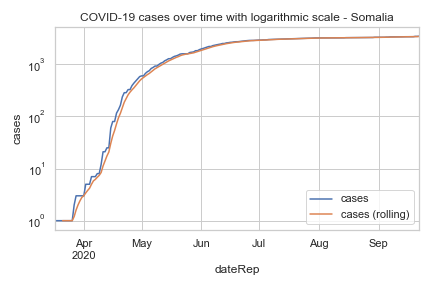 COVID-19 cases over time with logarithmic scale - Somalia
cases
10³
10²
10¹
10⁰
cases
cases (rolling)
Apr May Jun Jul Aug Sep
2020
dateRep